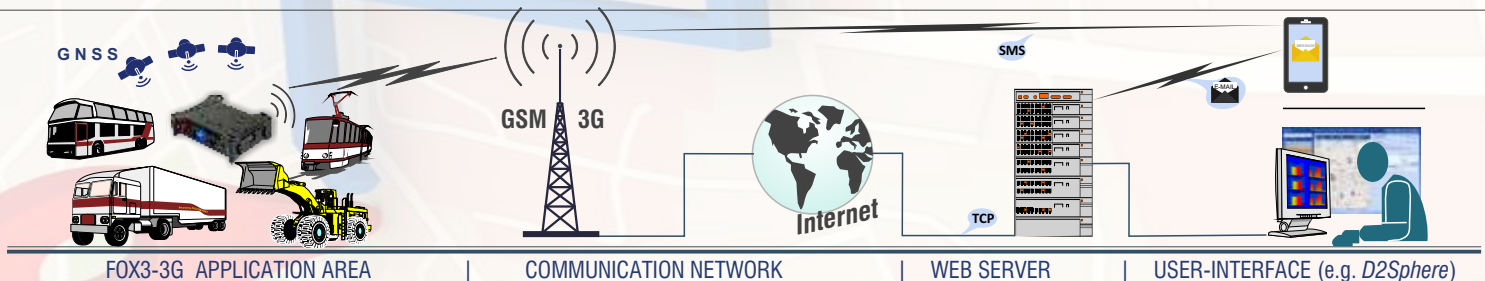 GNSS
SMS
E-MAIL
GSM 3G
Internet
TCP
FOX3-3G APPLICATION AREA | COMMUNICATION NETWORK | WEB SERVER | USER-INTERFACE (e.g. D2Sphere)